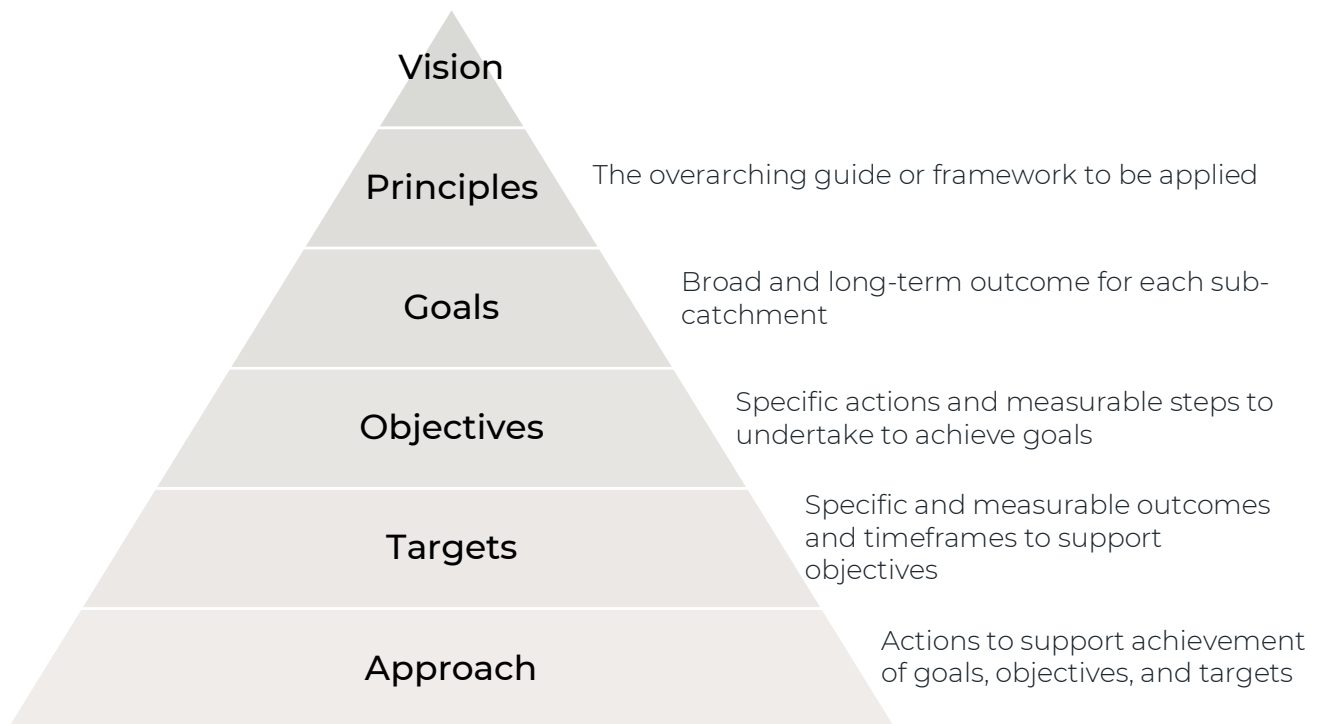 Vision
Principles
The overarching guide or framework to be applied
Goals
Broad and long-term outcome for each sub-
catchment
Objectives
Specific actions and measurable steps to
undertake to achieve goals
Targets
Specific and measurable outcomes
and timeframes to support
objectives
Approach
Actions to support achievement
of goals, objectives, and targets